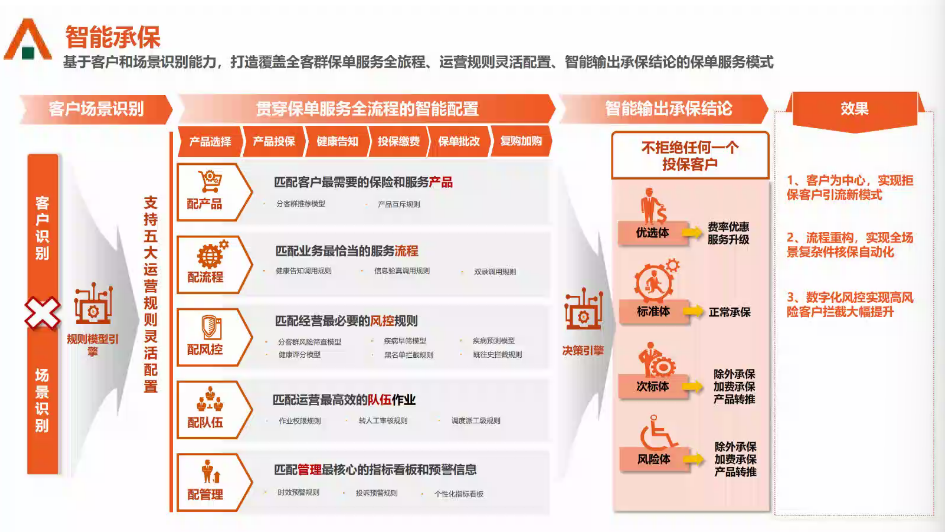 智能承保
基于客户和场景识别能力，打造覆盖全客群保单服务全旅程、运营规则灵活配置、智能输出承保结论的保单服务模式
客户场景识别
贯穿保单服务全流程的智能配置
智能输出承保结论
效果
客户识别
场景识别
规则模型引
擎
支持五大运营规则灵活配置
产品选择
产品投保
健康告知
投保缴费
保单批改
复购加购
配产品
匹配客户最需要的保险和服务产品
· 分客群推荐模型
· 产品互斥规则
配流程
匹配业务最恰当的服务流程
· 健康告知调用规则
· 信息验真调用规则
· 双录调用规则
配风控
匹配经营最必要的风控规则
· 分客群风险筛查模型
· 疾病早筛模型
· 疾病预测模型
· 健康评分模型
· 黑名单拦截规则
· 既往史拦截规则
配队伍
匹配运营最高效的队伍作业
· 作业权限规则
· 转人工审核规则
· 调度派工级规则
配管理
匹配管理最核心的指标看板和预警信息
· 时效预警规则
· 投诉预警规则
· 个性化指标看板
决策引擎
不拒绝任何一个
投保客户
优选体
费率优惠
服务升级
标准体
正常承保
次标体
除外承保
加费承保
产品转推
风险体
除外承保
加费承保
产品转推
1、客户为中心，实现拒
保客户引流新模式
2、流程重构，实现全场
景复杂件核保自动化
3、数字化风控实现高风
险客户拦截大幅提升